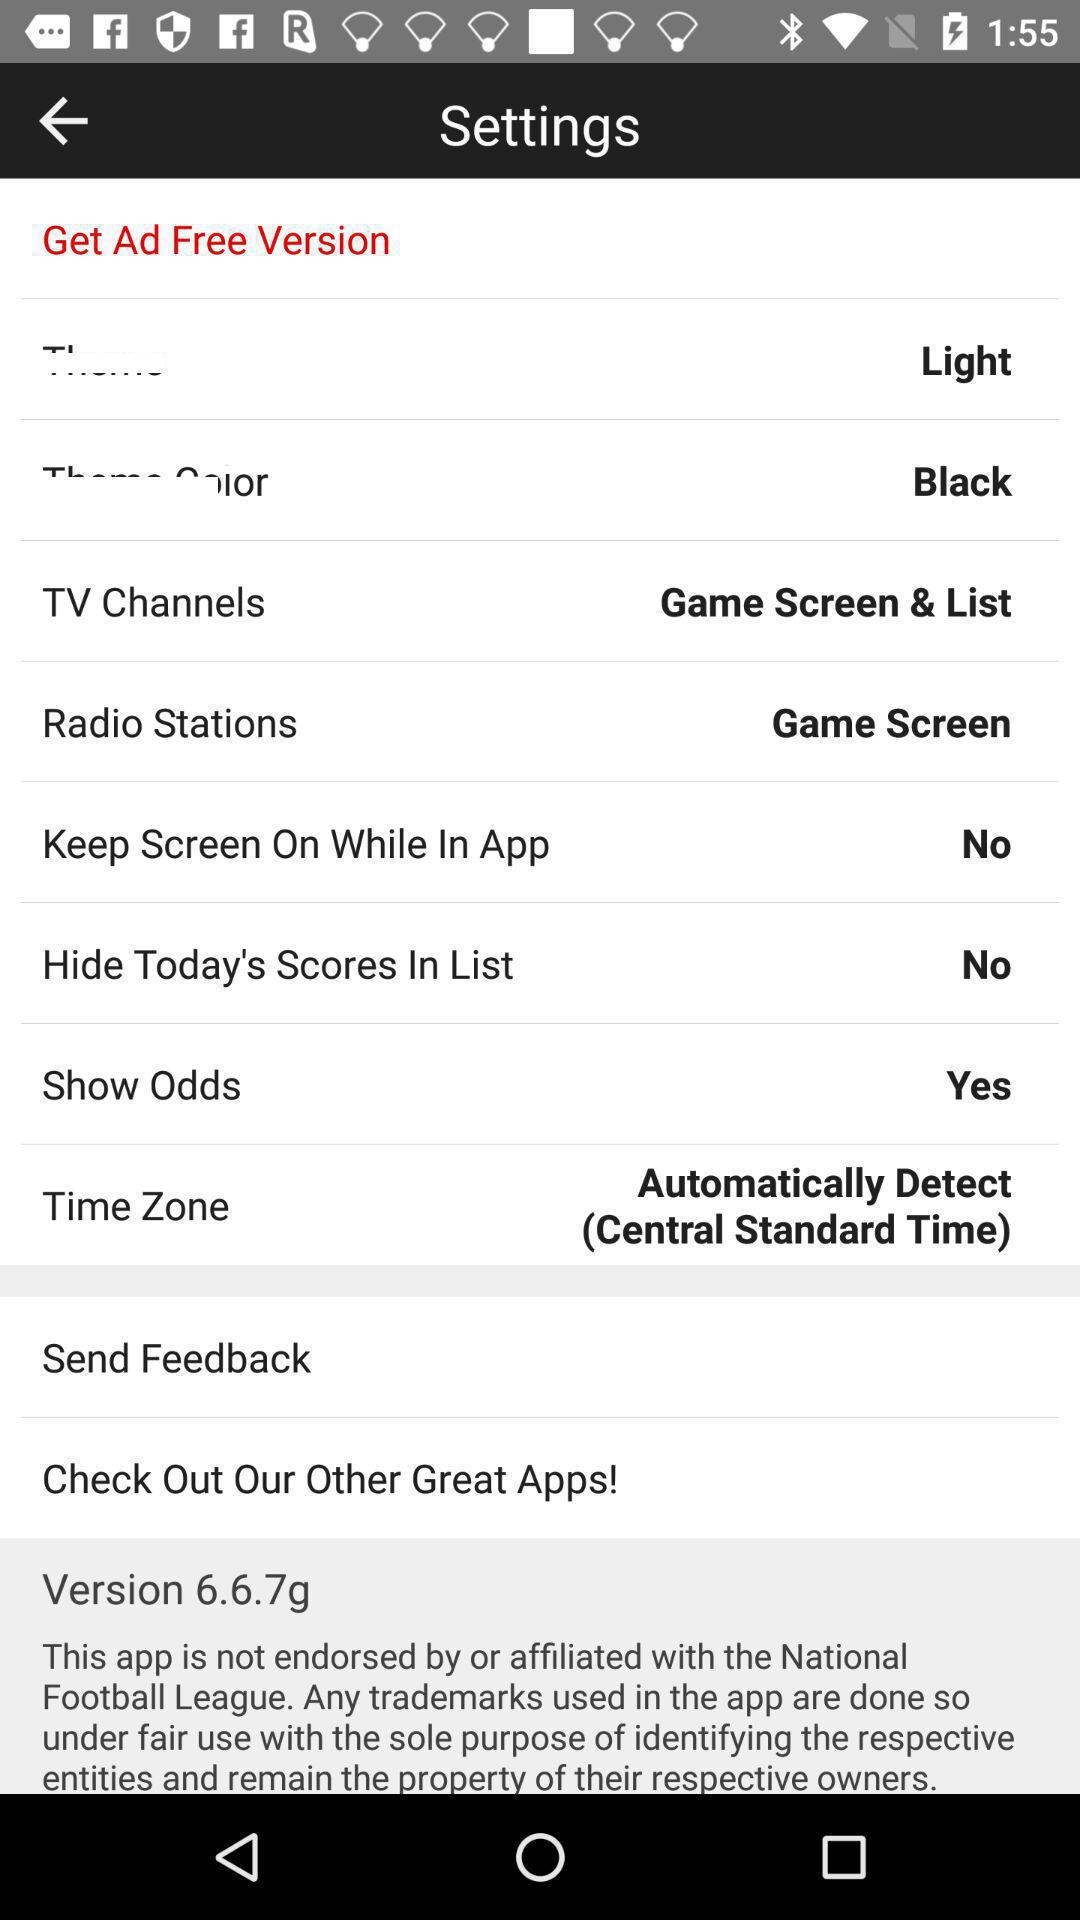 1:55
Settings
Get Ad Free Version
Theme Light
Theme Color Black
TV Channels Game Screen & List
Radio Stations Game Screen
Keep Screen On While In App No
Hide Today's Scores In List No
Show Odds Yes
Time Zone Automatically Detect
(Central Standard Time)
Send Feedback
Check Out Our Other Great Apps!
Version 6.6.7g
This app is not endorsed by or affiliated with the National
Football League. Any trademarks used in the app are done so
under fair use with the sole purpose of identifying the respective
entities and remain the property of their respective owners.